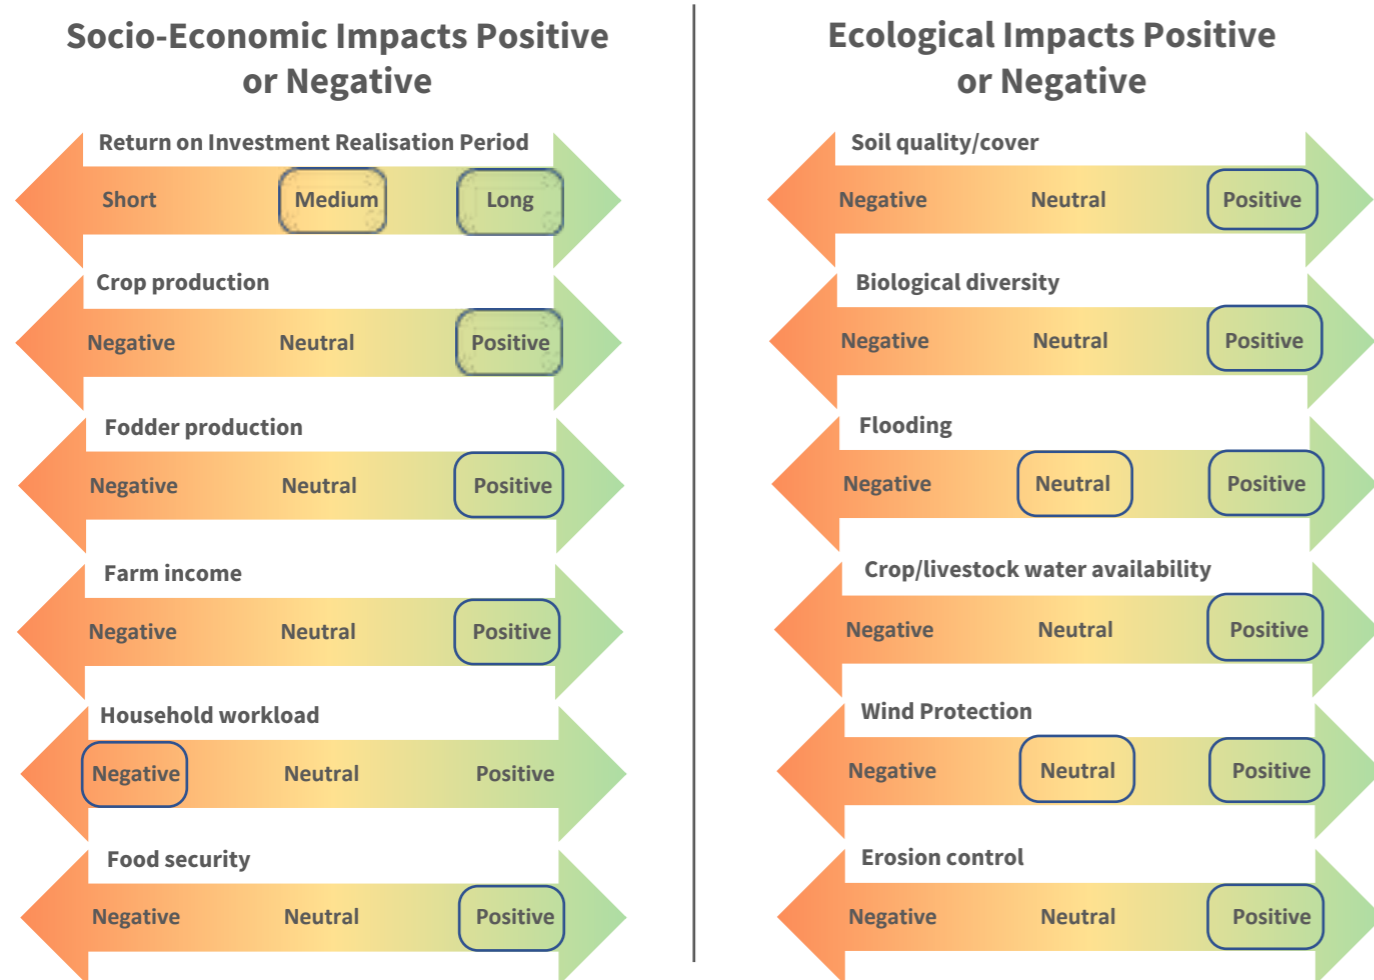 Socio-Economic Impacts Positive
or Negative
Return on Investment Realisation Period
Short Medium Long
Crop production
Negative Neutral Positive
Fodder production
Negative Neutral Positive
Farm income
Negative Neutral Positive
Household workload
Negative Neutral Positive
Food security
Negative Neutral Positive
Ecological Impacts Positive
or Negative
Soil quality/cover
Negative Neutral Positive
Biological diversity
Negative Neutral Positive
Flooding
Negative Neutral Positive
Crop/livestock water availability
Negative Neutral Positive
Wind Protection
Negative Neutral Positive
Erosion control
Negative Neutral Positive